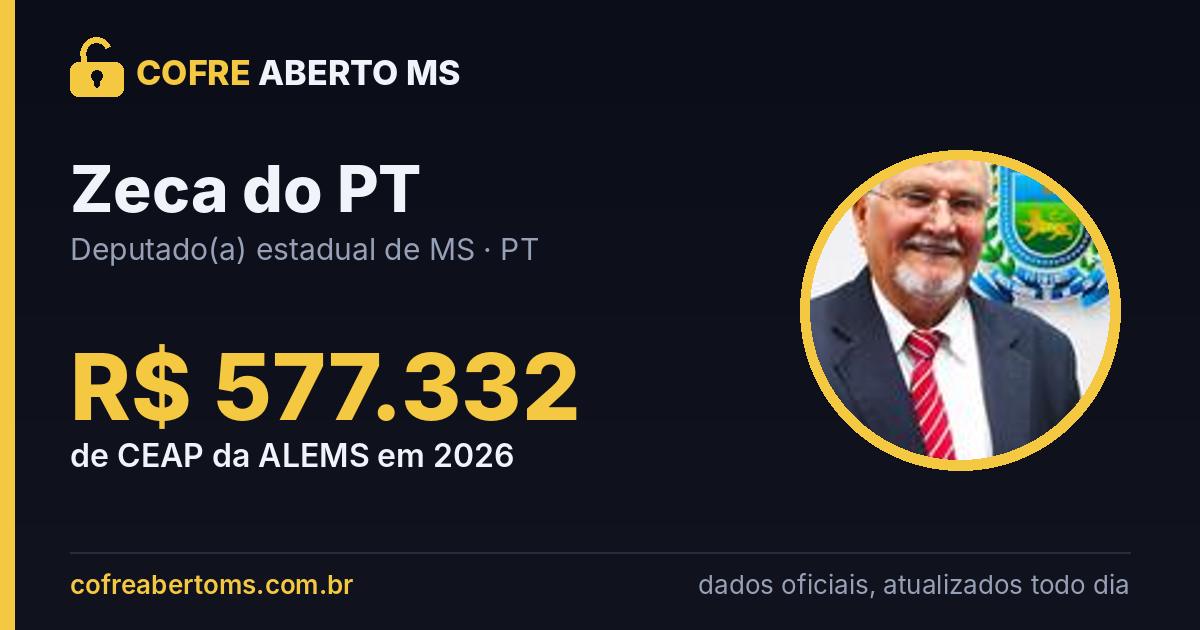 COFRE ABERTO MS
Zeca do PT
Deputado(a) estadual de MS · PT
R$ 577.332
de CEAP da ALEMS em 2026
cofreabertoms.com.br
dados oficiais, atualizados todo dia